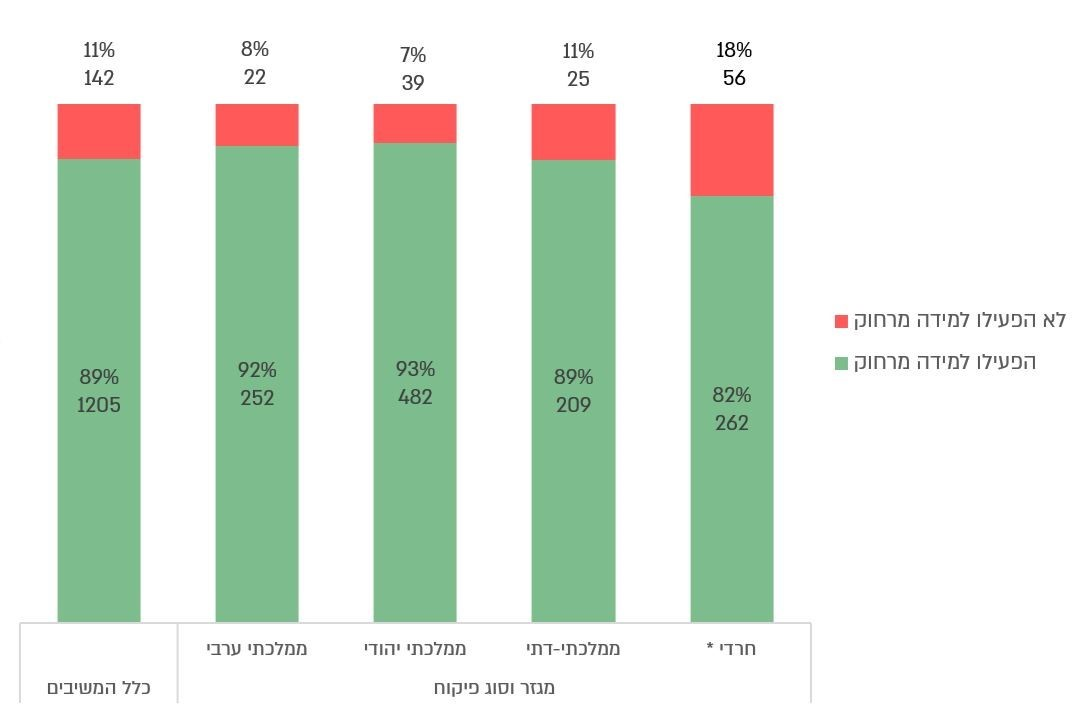 11%
142
8%
22
7%
39
11%
25
18%
56
89%
1205
92%
252
93%
482
89%
209
82%
262
לא הפעילו למידה מרחוק
הפעילו למידה מרחוק
חרדי *
ממלכתי-דתי
ממלכתי יהודי
ממלכתי ערבי
מגזר וסוג פיקוח
כלל המשיבים